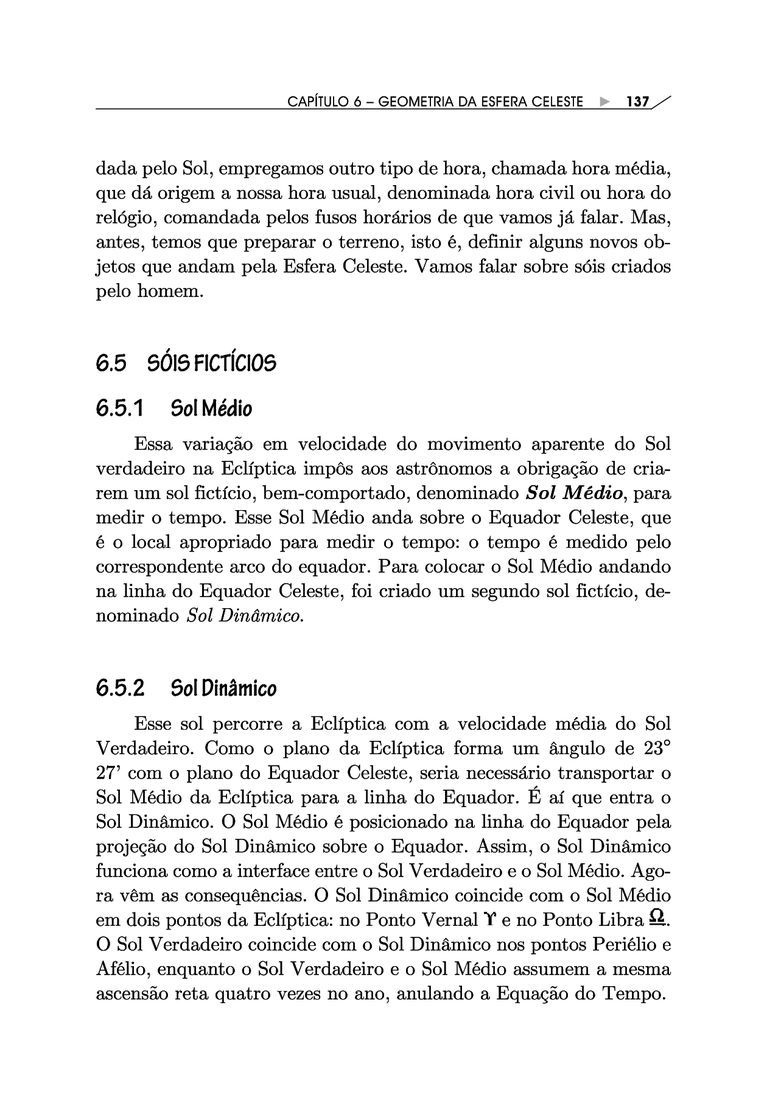 CAPÍTULO 6 – GEOMETRIA DA ESFERA CELESTE ▶ 137
dada pelo Sol, empregamos outro tipo de hora, chamada hora média,
que dá origem a nossa hora usual, denominada hora civil ou hora do
relógio, comandada pelos fusos horários de que vamos já falar. Mas,
antes, temos que preparar o terreno, isto é, definir alguns novos ob-
jetos que andam pela Esfera Celeste. Vamos falar sobre sóis criados
pelo homem.
6.5 SÓIS FICTÍCIOS
6.5.1 Sol Médio
Essa variação em velocidade do movimento aparente do Sol
verdadeiro na Eclíptica impôs aos astrônomos a obrigação de cria-
rem um sol fictício, bem-comportado, denominado Sol Médio, para
medir o tempo. Esse Sol Médio anda sobre o Equador Celeste, que
é o local apropriado para medir o tempo: o tempo é medido pelo
correspondente arco do equador. Para colocar o Sol Médio andando
na linha do Equador Celeste, foi criado um segundo sol fictício, de-
nominado Sol Dinâmico.
6.5.2 Sol Dinâmico
Esse sol percorre a Eclíptica com a velocidade média do Sol
Verdadeiro. Como o plano da Eclíptica forma um ângulo de 23°
27’ com o plano do Equador Celeste, seria necessário transportar o
Sol Médio da Eclíptica para a linha do Equador. É aí que entra o
Sol Dinâmico. O Sol Médio é posicionado na linha do Equador pela
projeção do Sol Dinâmico sobre o Equador. Assim, o Sol Dinâmico
funciona como a interface entre o Sol Verdadeiro e o Sol Médio. Ago-
ra vêm as consequências. O Sol Dinâmico coincide com o Sol Médio
em dois pontos da Eclíptica: no Ponto Vernal ♈ e no Ponto Libra ♎.
O Sol Verdadeiro coincide com o Sol Dinâmico nos pontos Periélio e
Afélio, enquanto o Sol Verdadeiro e o Sol Médio assumem a mesma
ascensão reta quatro vezes no ano, anulando a Equação do Tempo.